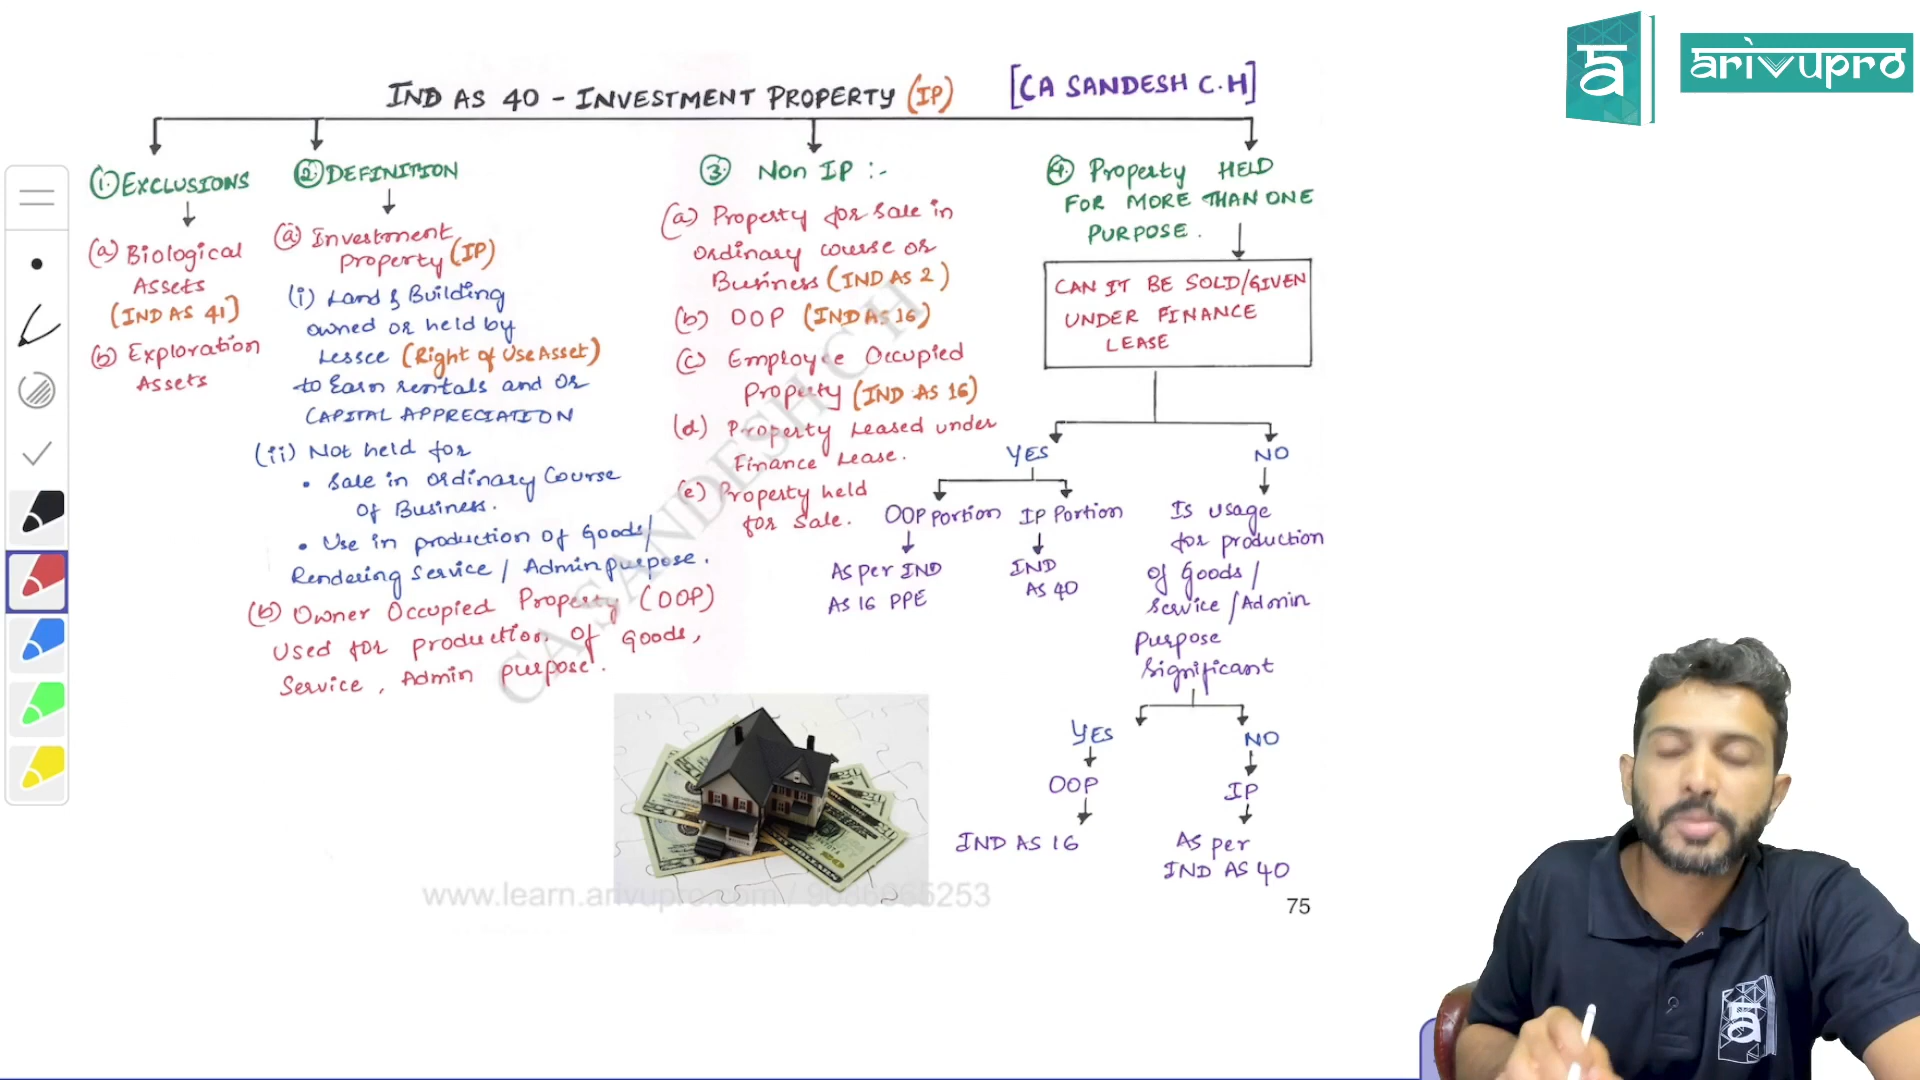 ā arivupro
IND AS 40 - INVESTMENT PROPERTY (IP) [CA SANDESH C.H]
① EXCLUSIONS
(a) Biological
Assets
(IND AS 41)
(b) Exploration
Assets
② DEFINITION
(a) Investment
Property (IP)
(i) Land & Building
owned or held by
Lessee (Right of Use Asset)
to Earn rentals and or
CAPITAL APPRECIATION
(ii) Not held for
• Sale in ordinary Course
Of Business.
• Use in production of Goods/
Rendering Service / Admin purpose.
(b) Owner Occupied Property (OOP)
Used for production of Goods,
Service, Admin purpose.
③ Non IP :-
(a) Property for sale in
ordinary course or
Business (IND AS 2)
(b) OOP (IND AS 16)
(c) Employee Occupied
Property (IND AS 16)
(d) Property Leased under
Finance Lease.
(e) Property held
for sale.
④ Property HELD
FOR MORE THAN ONE
PURPOSE.
CAN IT BE SOLD/GIVEN
UNDER FINANCE
LEASE
YES
NO
OOP Portion
IP Portion
As per IND
AS 16 PPE
IND
AS 40
Is usage
for production
of Goods /
Service / Admin
Purpose
Significant
YES
NO
OOP
IP
IND AS 16
As per
IND AS 40
CA SANDESH C H
www.learn.arivupro.com /
75